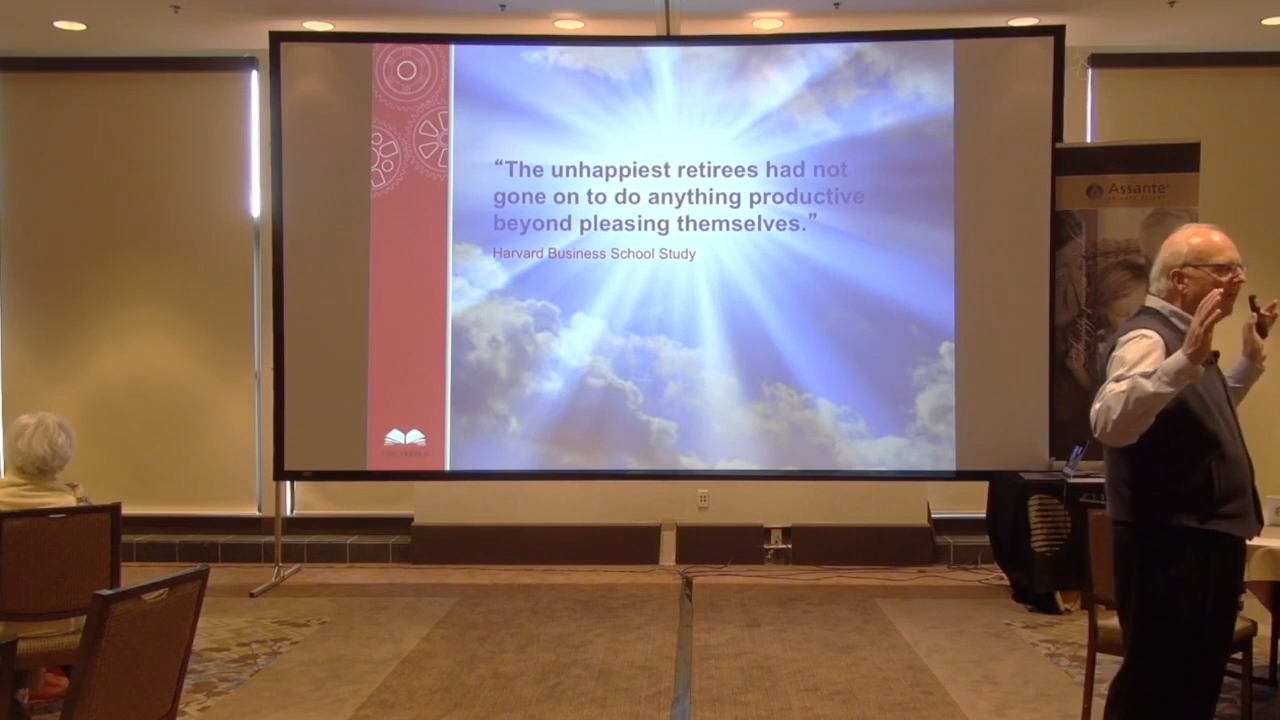 “The unhappiest retirees had not
gone on to do anything productive
beyond pleasing themselves.”
Harvard Business School Study
Assante